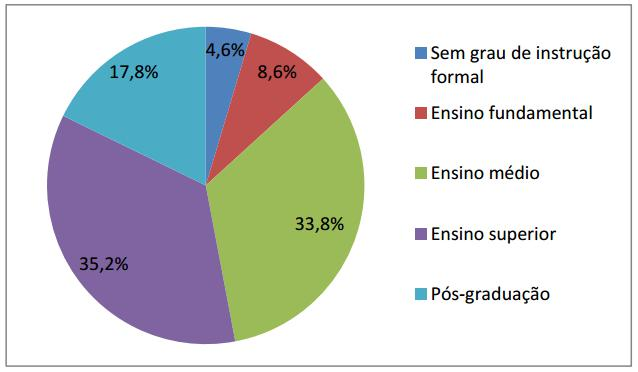 4,6%
8,6%
17,8%
33,8%
35,2%
Sem grau de instrução
formal
Ensino fundamental
Ensino médio
Ensino superior
Pós-graduação